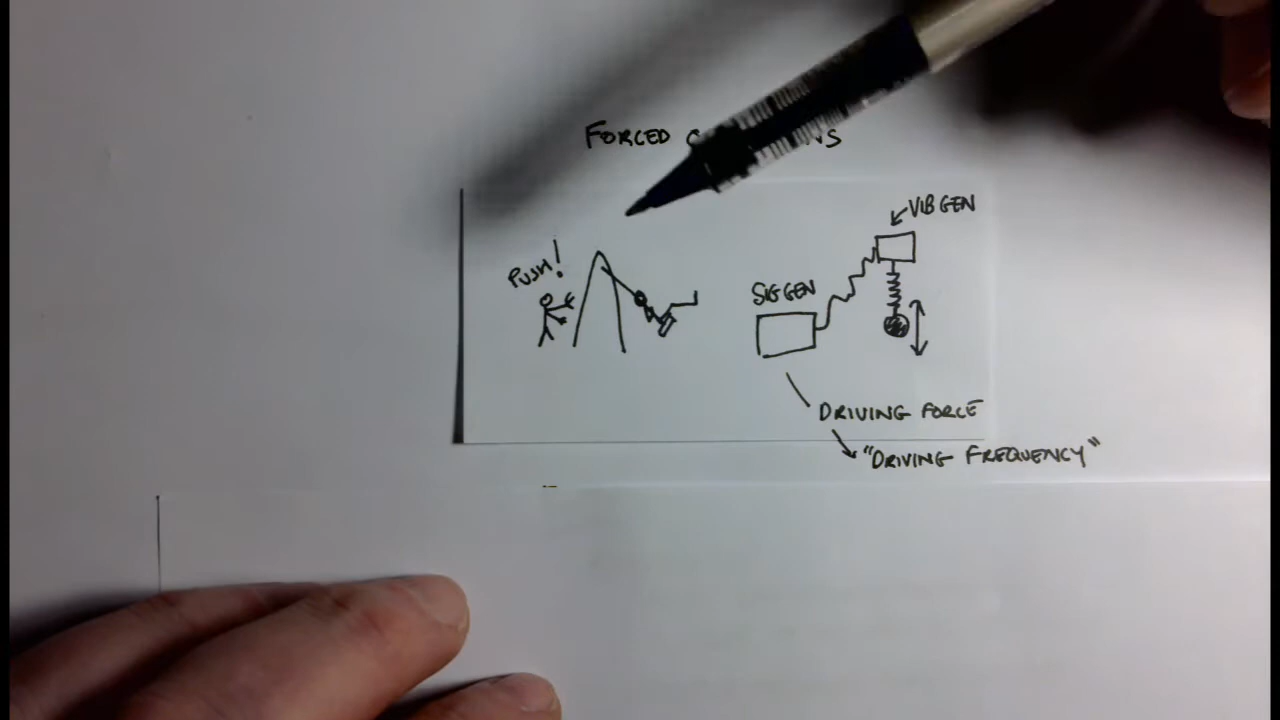 FORCED
PUSH!
VIB GEN
SIG GEN
DRIVING FORCE
"DRIVING FREQUENCY"